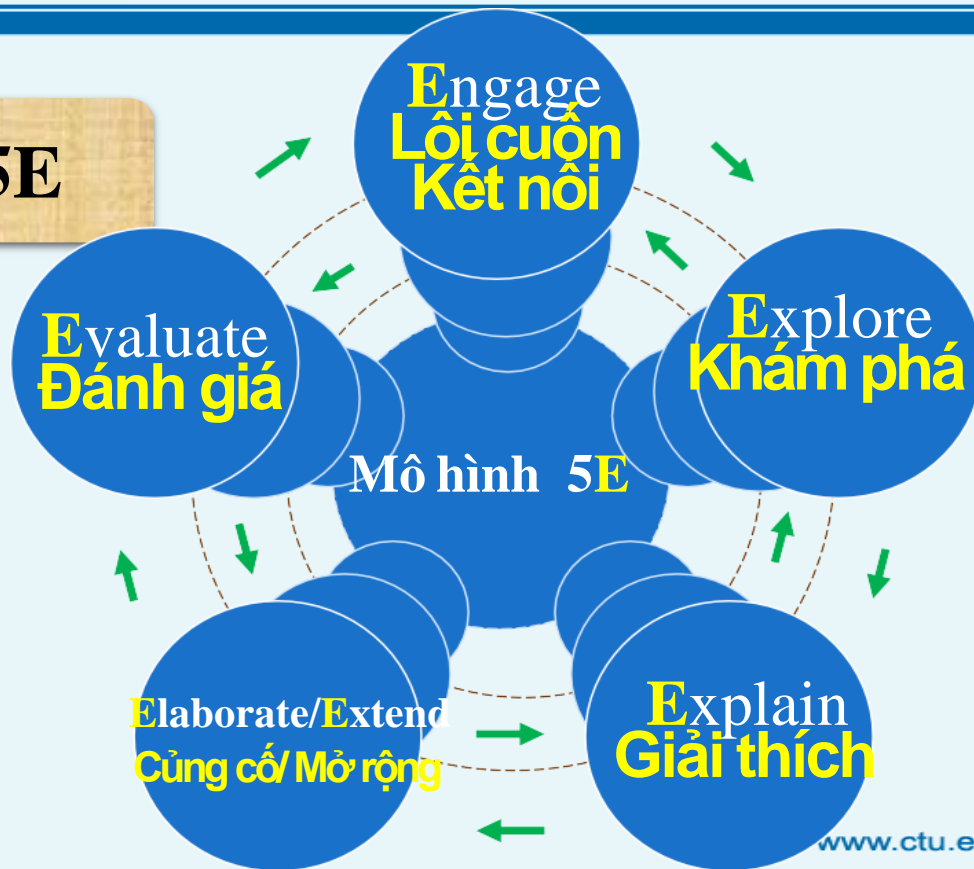 5E
Engage
Lôi cuốn
Kết nối
Evaluate
Đánh giá
Explore
Khám phá
Mô hình 5E
Elaborate/Extend
Củng cố/ Mở rộng
Explain
Giải thích
www.ctu.e